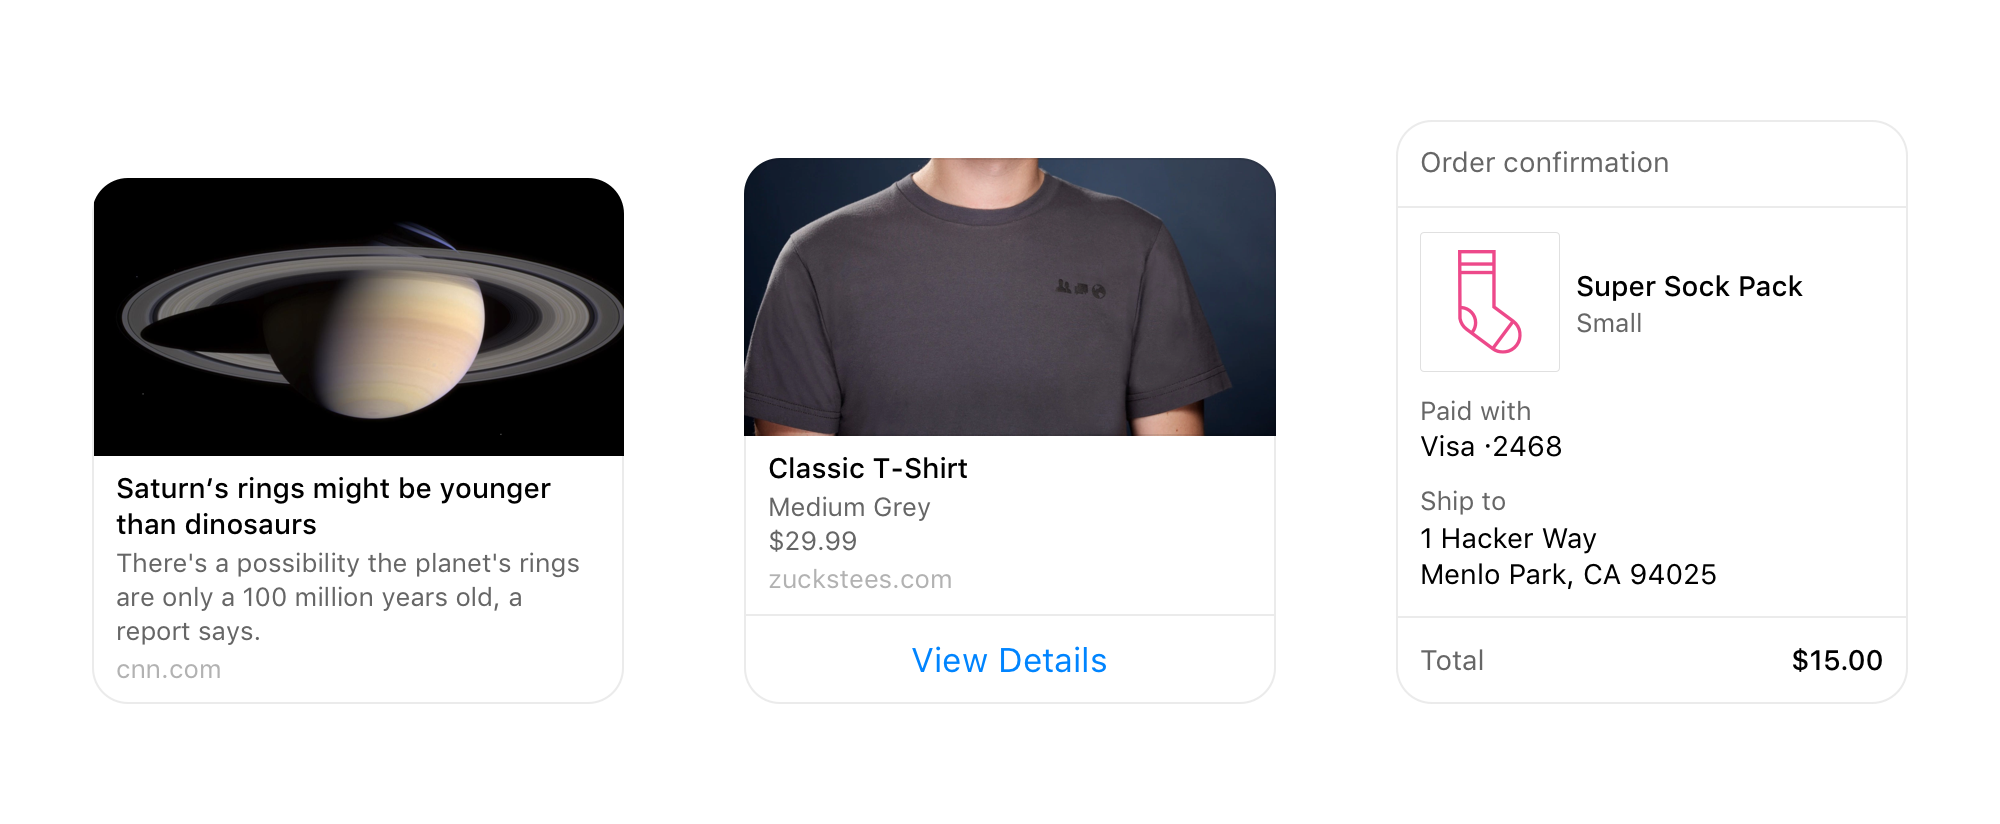 Saturn’s rings might be younger
than dinosaurs
There's a possibility the planet's rings
are only a 100 million years old, a
report says.
cnn.com
Classic T-Shirt
Medium Grey
$29.99
zuckstees.com
View Details
Order confirmation
Super Sock Pack
Small
Paid with
Visa ·2468
Ship to
1 Hacker Way
Menlo Park, CA 94025
Total $15.00